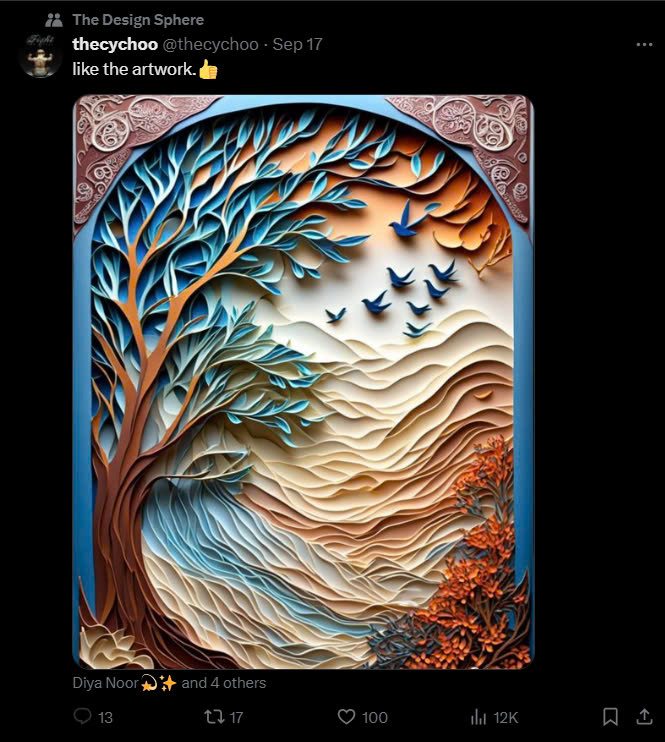 The Design Sphere
thecychoo @thecychoo · Sep 17
like the artwork.👍
Diya Noor💫✨ and 4 others
13 17 100 12K